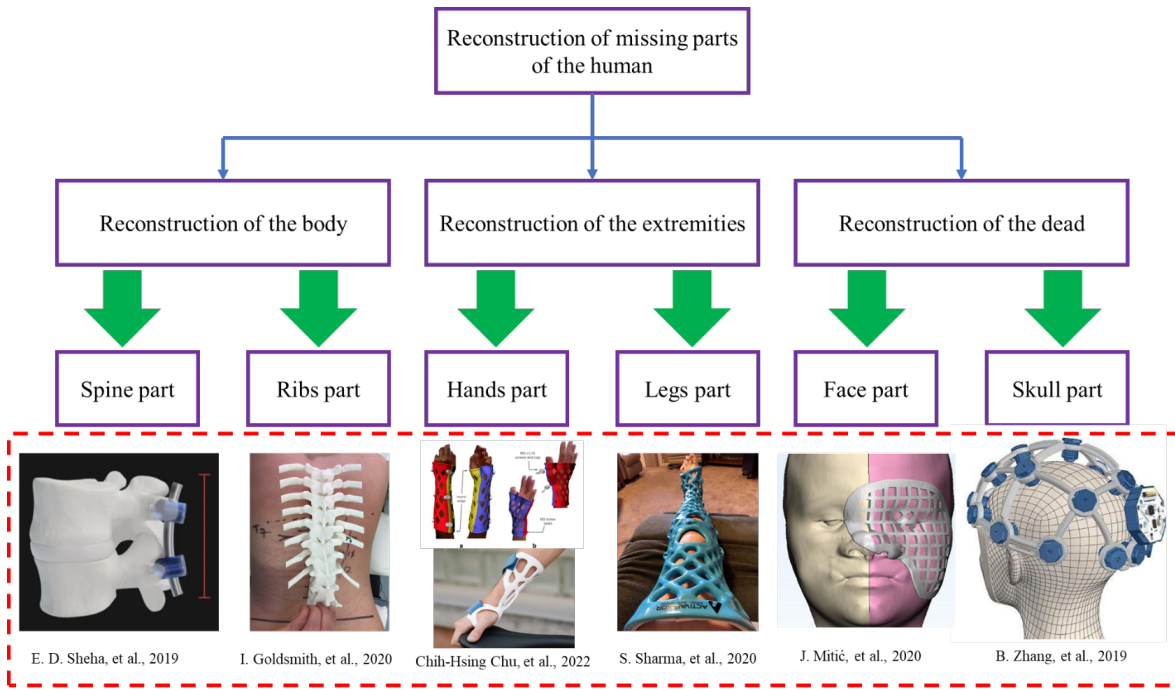 Reconstruction of missing parts
of the human
Reconstruction of the body
Reconstruction of the extremities
Reconstruction of the dead
Spine part
Ribs part
Hands part
Legs part
Face part
Skull part
a
b
E. D. Sheha, et al., 2019
I. Goldsmith, et al., 2020
Chih-Hsing Chu, et al., 2022
S. Sharma, et al., 2020
J. Mitić, et al., 2020
B. Zhang, et al., 2019